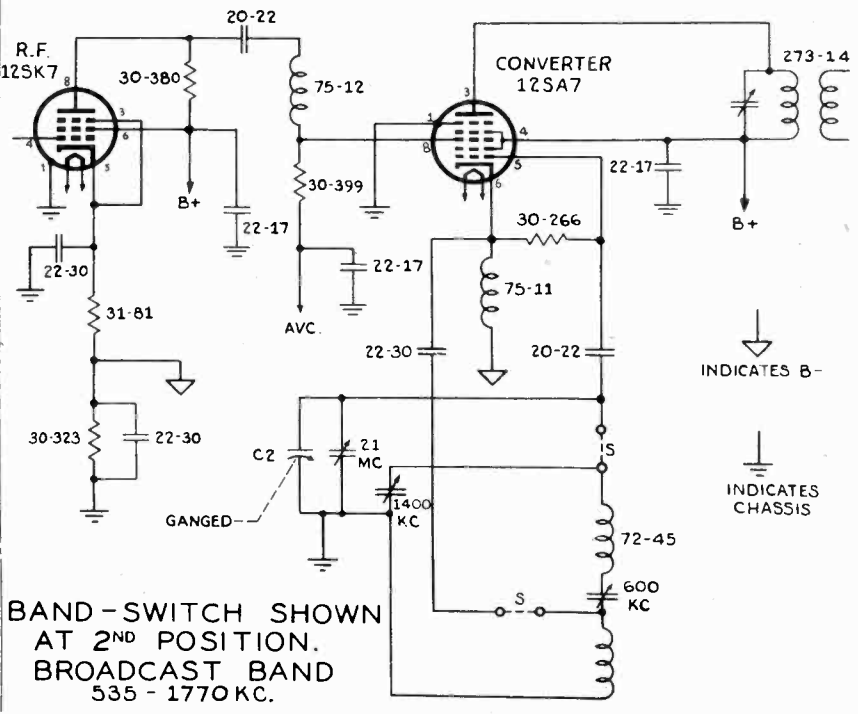 20-22
R.F.
12SK7
30-380
75-12
CONVERTER
12SA7
273-14
8
3
6
4
1
5
3
1
8
4
5
6
B+
22-17
30-399
22-17
AVC.
30-266
22-17
B+
22-30
31-81
75-11
22-30
20-22
INDICATES B-
30-323
22-30
C2
21
MC
S
GANGED
1400
KC
INDICATES
CHASSIS
72-45
600
KC
S
BAND-SWITCH SHOWN
AT 2ND POSITION.
BROADCAST BAND
535 - 1770 KC.